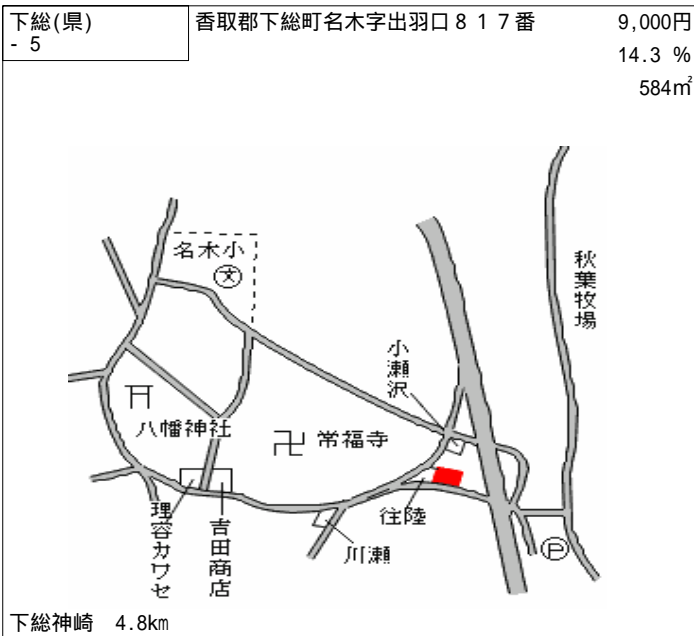 下総(県)
- 5
香取郡下総町名木字出羽口８１７番
9,000円
14.3 %
584㎡
名木小
文
秋葉牧場
小瀬沢
八幡神社
卍 常福寺
往陸
理容カワセ
吉田商店
川瀬
P
下総神崎 4.8km